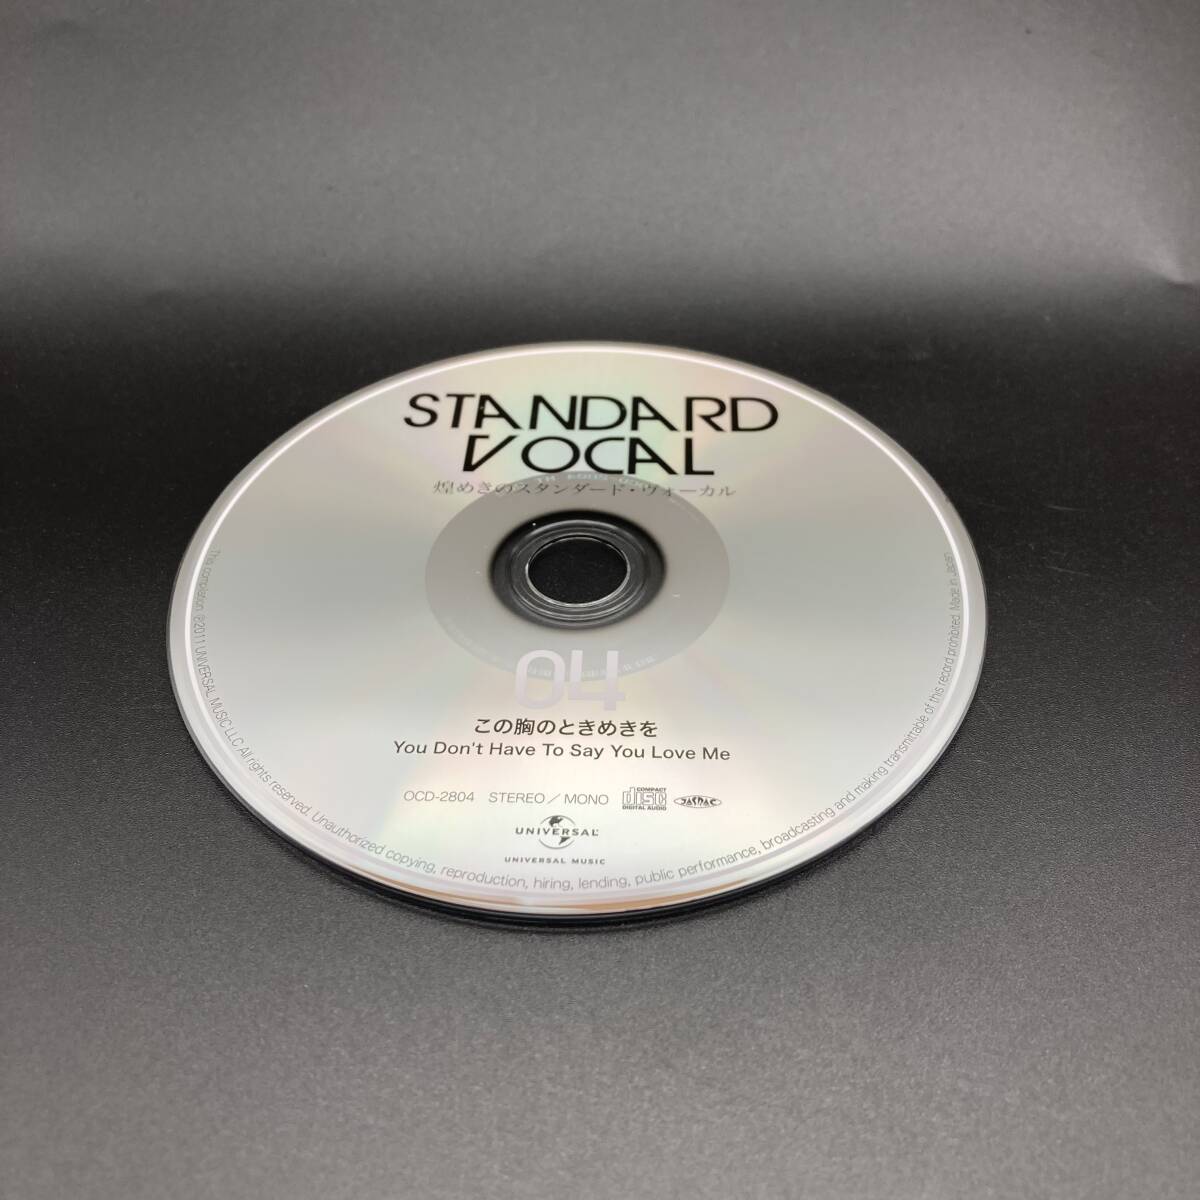 STANDARD
VOCAL
煌めきのスタンダード・ヴォーカル
04
この胸のときめきを
You Don't Have To Say You Love Me
OCD-2804 STEREO／MONO COMPACT disc DIGITAL AUDIO JASRAC
UNIVERSAL
UNIVERSAL MUSIC
This compilation ℗2011 UNIVERSAL MUSIC LLC All rights reserved. Unauthorized copying, reproduction, hiring, lending, public performance, broadcasting and making transmittable of this record prohibited. Made in Japan